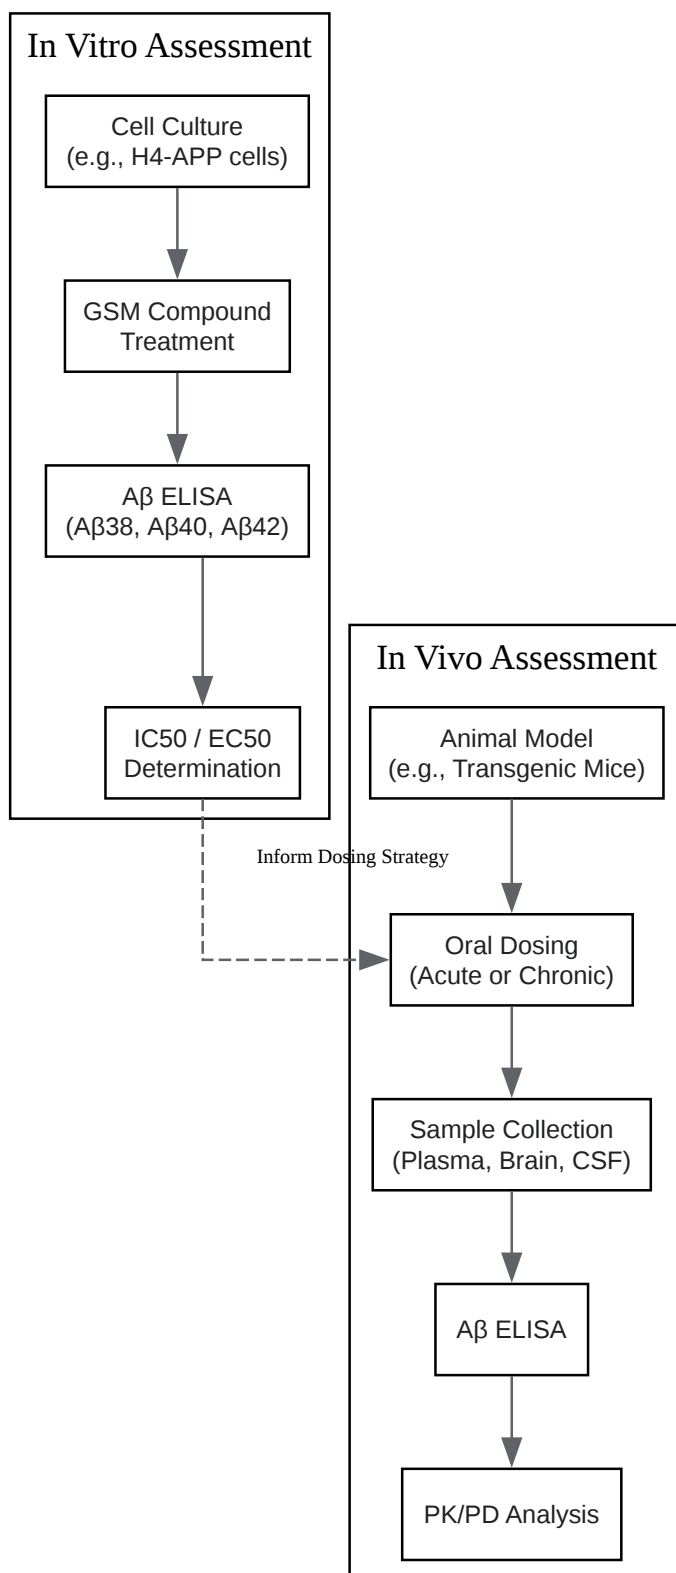 In Vitro Assessment
Cell Culture
(e.g., H4-APP cells)
GSM Compound
Treatment
Aβ ELISA
(Aβ38, Aβ40, Aβ42)
IC50 / EC50
Determination
Inform Dosing Strategy
In Vivo Assessment
Animal Model
(e.g., Transgenic Mice)
Oral Dosing
(Acute or Chronic)
Sample Collection
(Plasma, Brain, CSF)
Aβ ELISA
PK/PD Analysis